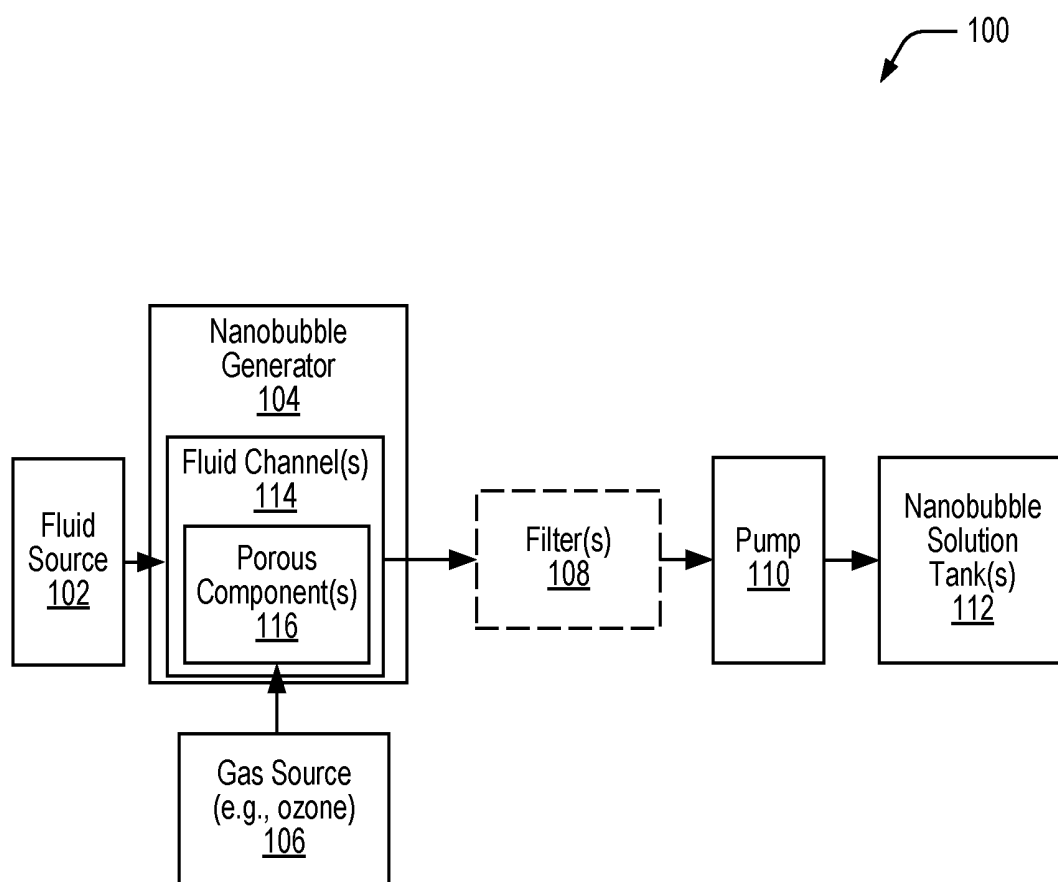 100
Nanobubble
Generator
104
Fluid Channel(s)
114
Porous
Component(s)
116
Fluid
Source
102
Filter(s)
108
Pump
110
Nanobubble
Solution
Tank(s)
112
Gas Source
(e.g., ozone)
106